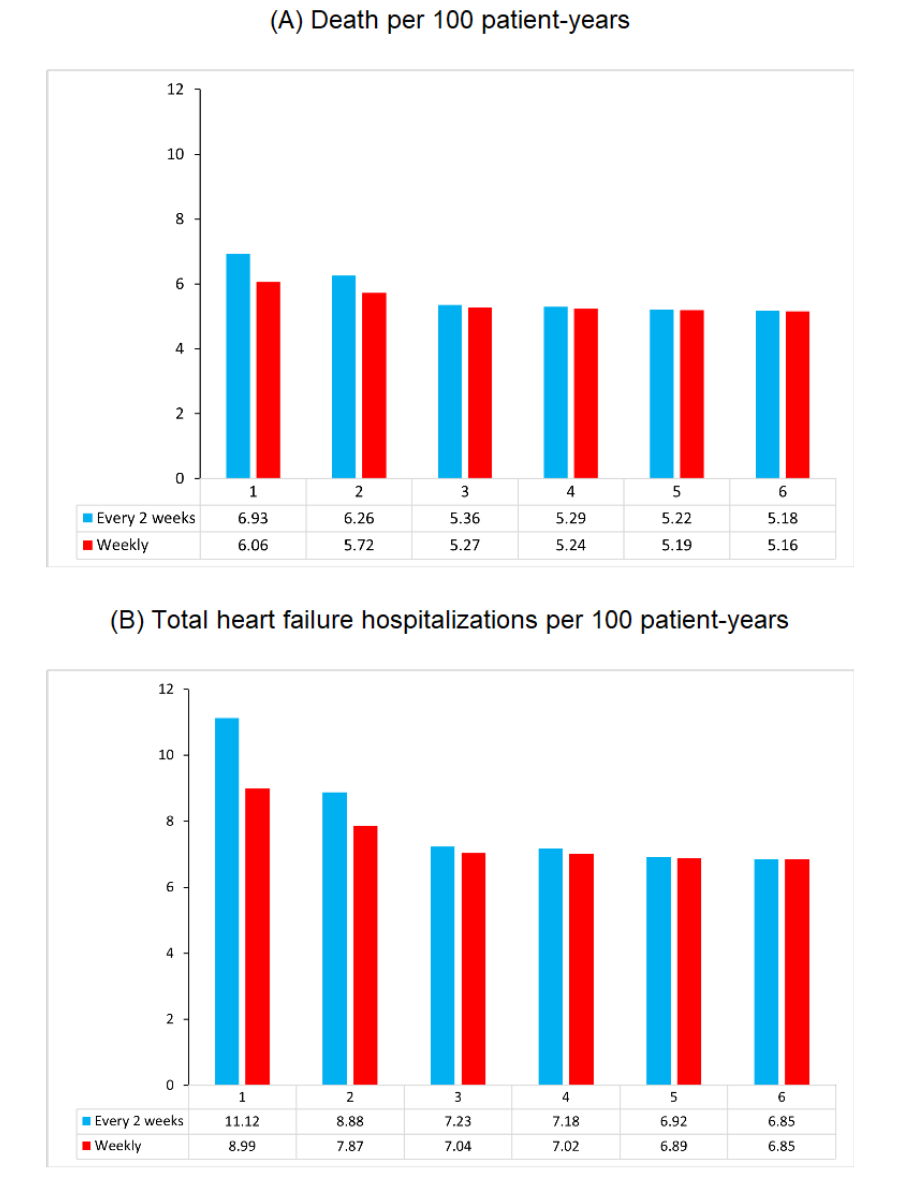 (A) Death per 100 patient-years
12
10
8
6
4
2
0
1 2 3 4 5 6
Every 2 weeks 6.93 6.26 5.36 5.29 5.22 5.18
Weekly 6.06 5.72 5.27 5.24 5.19 5.16
(B) Total heart failure hospitalizations per 100 patient-years
12
10
8
6
4
2
0
1 2 3 4 5 6
Every 2 weeks 11.12 8.88 7.23 7.18 6.92 6.85
Weekly 8.99 7.87 7.04 7.02 6.89 6.85